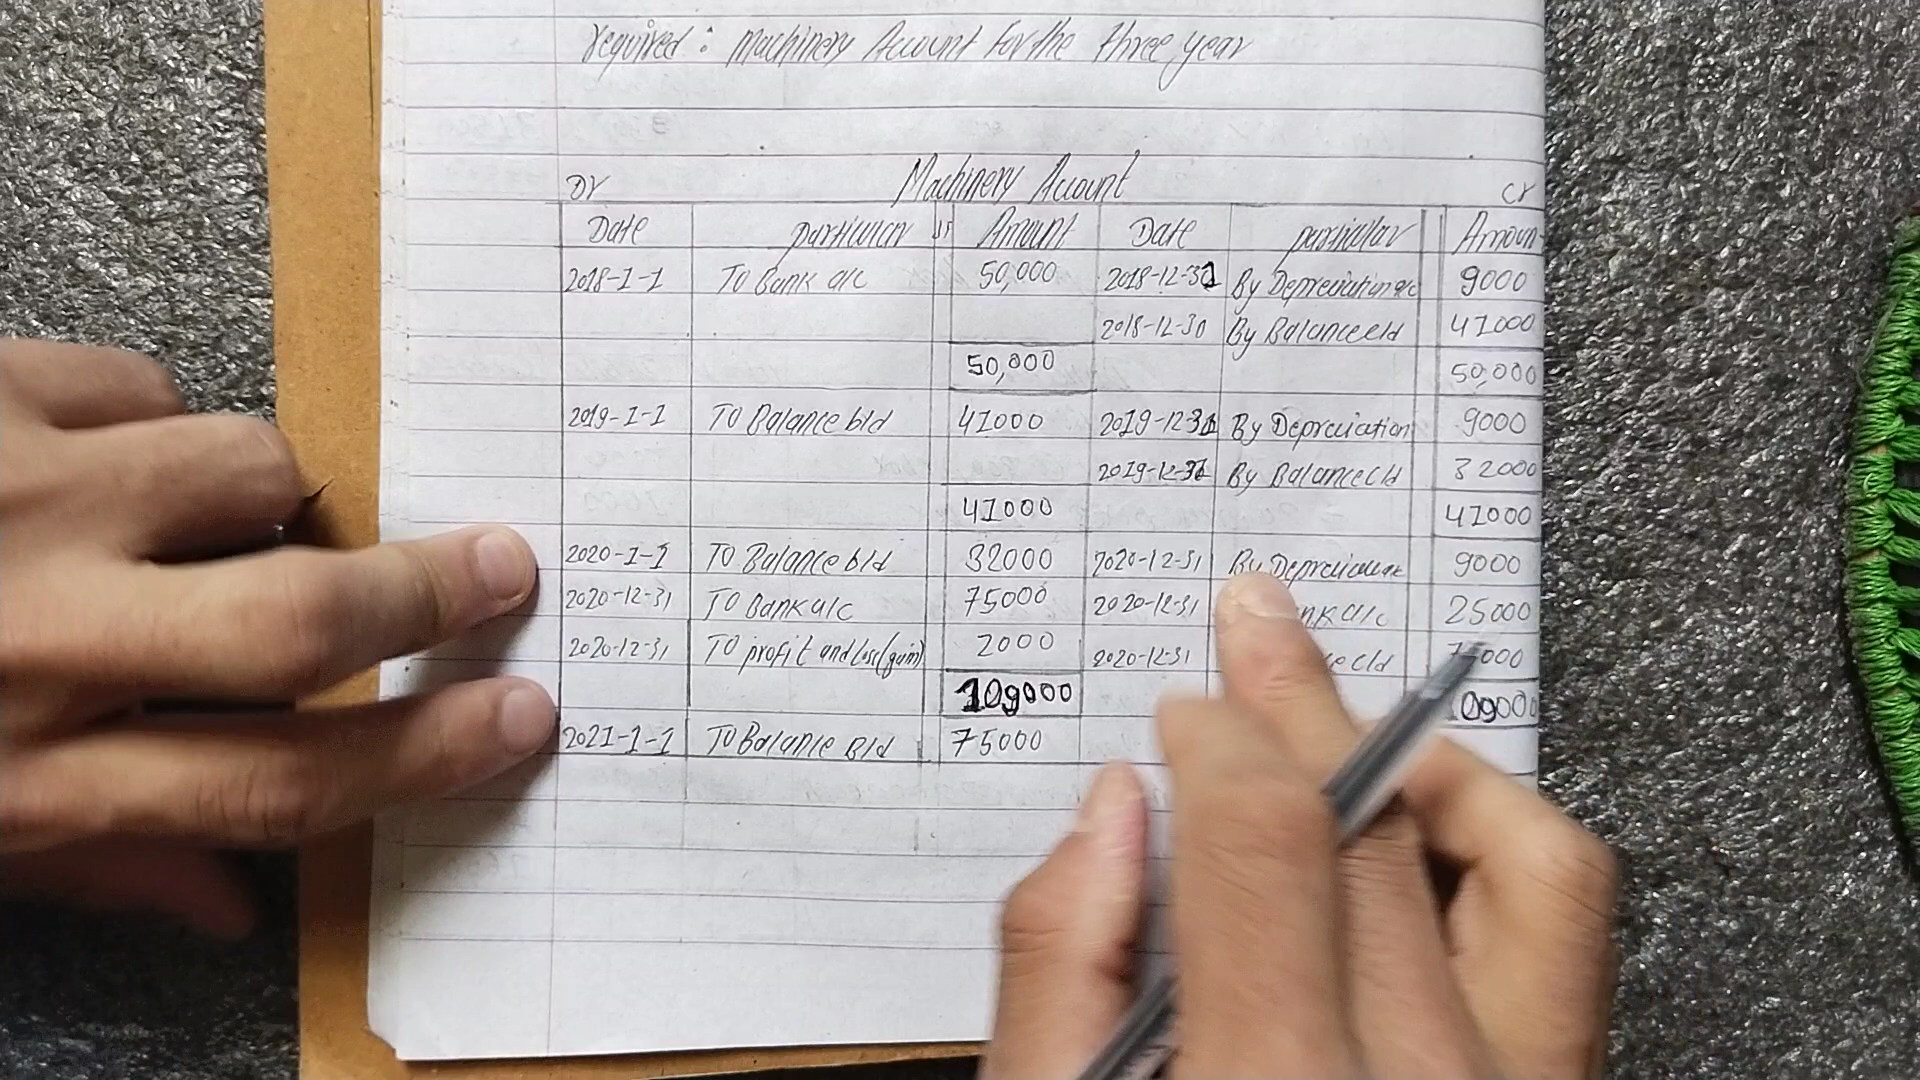 required: Machinery Account for the three year
Machinery Account
Dr Cr
Date particular Amount Date particular Amoun
2018-1-1 To Bank a/c 50,000 2018-12-31 By Depreciation a/c 9000
2018-12-30 By Balance c/d 41000
50,000 50,000
2019-1-1 To Balance b/d 41000 2019-12-31 By Depreciation 9000
2019-12-31 By Balance c/d 32000
41000 41000
2020-1-1 To Balance b/d 32000 2020-12-31 By 9000
2020-12-31 To Bank a/c 75000 2020-12-31 nk a/c 25000
2020-12-31 To profit and loss(gain) 2000 2020-12-31 e c/d 000
109000 09000
2021-1-1 To Balance B/d 75000